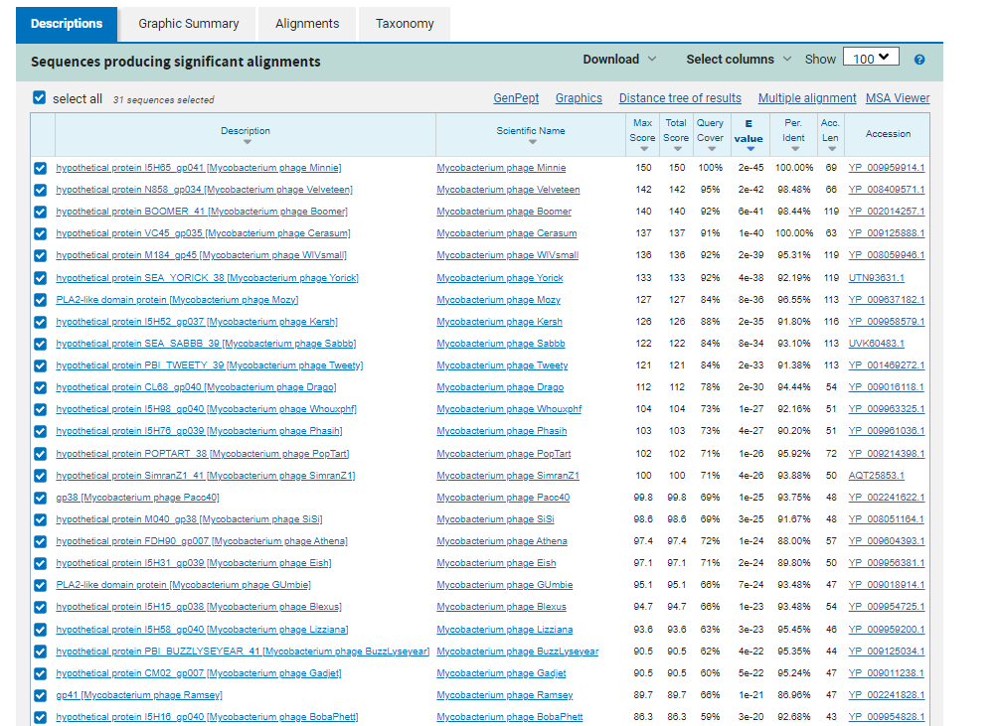 Descriptions Graphic Summary Alignments Taxonomy
Sequences producing significant alignments Download Select columns Show 100 ?
select all 31 sequences selected GenPept Graphics Distance tree of results Multiple alignment MSA Viewer
Description Scientific Name Max Score Total Score Query Cover E value Per. Ident Acc. Len Accession
hypothetical protein I5H65_gp041 [Mycobacterium phage Minnie] Mycobacterium phage Minnie 150 150 100% 2e-45 100.00% 69 YP_009959914.1
hypothetical protein N858_gp034 [Mycobacterium phage Velveteen] Mycobacterium phage Velveteen 142 142 95% 2e-42 98.48% 66 YP_008409571.1
hypothetical protein BOOMER_41 [Mycobacterium phage Boomer] Mycobacterium phage Boomer 140 140 92% 6e-41 98.44% 119 YP_002014257.1
hypothetical protein VC45_gp035 [Mycobacterium phage Cerasum] Mycobacterium phage Cerasum 137 137 91% 1e-40 100.00% 63 YP_009125888.1
hypothetical protein M184_gp45 [Mycobacterium phage WIVsmall] Mycobacterium phage WIVsmall 136 136 92% 2e-39 95.31% 119 YP_008059946.1
hypothetical protein SEA_YORICK_38 [Mycobacterium phage Yorick] Mycobacterium phage Yorick 133 133 92% 4e-38 92.19% 119 UTN93631.1
PLA2-like domain protein [Mycobacterium phage Mozy] Mycobacterium phage Mozy 127 127 84% 8e-36 96.55% 113 YP_009637182.1
hypothetical protein I5H52_gp037 [Mycobacterium phage Kersh] Mycobacterium phage Kersh 126 126 88% 2e-35 91.80% 116 YP_009958579.1
hypothetical protein SEA_SABBB_39 [Mycobacterium phage Sabbb] Mycobacterium phage Sabbb 122 122 84% 8e-34 93.10% 113 UVK60483.1
hypothetical protein PBI_TWEETY_39 [Mycobacterium phage Tweety] Mycobacterium phage Tweety 121 121 84% 2e-33 91.38% 113 YP_001469272.1
hypothetical protein CL68_gp040 [Mycobacterium phage Drago] Mycobacterium phage Drago 112 112 78% 2e-30 94.44% 54 YP_009016118.1
hypothetical protein I5H98_gp040 [Mycobacterium phage Whouxphf] Mycobacterium phage Whouxphf 104 104 73% 1e-27 92.16% 51 YP_009963325.1
hypothetical protein I5H76_gp039 [Mycobacterium phage Phasih] Mycobacterium phage Phasih 103 103 73% 4e-27 90.20% 51 YP_009961036.1
hypothetical protein POPTART_38 [Mycobacterium phage PopTart] Mycobacterium phage PopTart 102 102 71% 1e-26 95.92% 72 YP_009214398.1
hypothetical protein SimranZ1_41 [Mycobacterium phage SimranZ1] Mycobacterium phage SimranZ1 100 100 71% 4e-26 93.88% 50 AQT25853.1
gp38 [Mycobacterium phage Pacc40] Mycobacterium phage Pacc40 99.8 99.8 69% 1e-25 93.75% 48 YP_002241622.1
hypothetical protein M040_gp38 [Mycobacterium phage SiSi] Mycobacterium phage SiSi 98.6 98.6 69% 3e-25 91.67% 48 YP_008051164.1
hypothetical protein FDH90_gp007 [Mycobacterium phage Athena] Mycobacterium phage Athena 97.4 97.4 72% 1e-24 88.00% 57 YP_009604393.1
hypothetical protein I5H31_gp039 [Mycobacterium phage Eish] Mycobacterium phage Eish 97.1 97.1 71% 2e-24 89.80% 50 YP_009956381.1
PLA2-like domain protein [Mycobacterium phage GUmbie] Mycobacterium phage GUmbie 95.1 95.1 66% 7e-24 93.48% 47 YP_009018914.1
hypothetical protein I5H15_gp038 [Mycobacterium phage Blexus] Mycobacterium phage Blexus 94.7 94.7 66% 1e-23 93.48% 54 YP_009954725.1
hypothetical protein I5H58_gp040 [Mycobacterium phage Lizziana] Mycobacterium phage Lizziana 93.6 93.6 63% 3e-23 95.45% 46 YP_009959200.1
hypothetical protein PBI_BUZZLYSEYEAR_41 [Mycobacterium phage BuzzLyseyear] Mycobacterium phage BuzzLyseyear 90.5 90.5 62% 4e-22 95.35% 44 YP_009125034.1
hypothetical protein CM02_gp007 [Mycobacterium phage Gadjet] Mycobacterium phage Gadjet 90.5 90.5 60% 5e-22 95.24% 47 YP_009011238.1
gp41 [Mycobacterium phage Ramsey] Mycobacterium phage Ramsey 89.7 89.7 66% 1e-21 86.96% 47 YP_002241828.1
hypothetical protein I5H16_gp040 [Mycobacterium phage BobaPhett] Mycobacterium phage BobaPhett 86.3 86.3 59% 3e-20 92.68% 43 YP_009954828.1